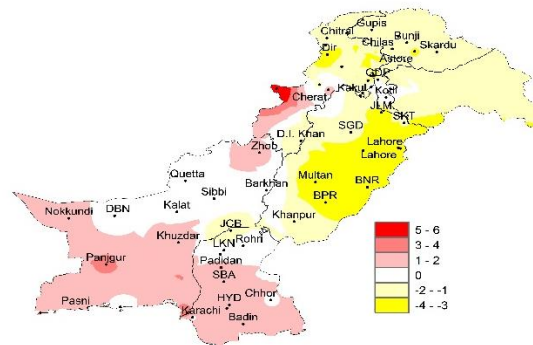 Gupis
Chitral
Bunji
Chilas
Skardu
Dir
Astore
GDP
Kakul
Kotli
Cherat
JLM
SKT
SGD
D.I. Khan
Lahore
Zhob
Lahore
Quetta
Multan
BNR
Sibbi
Barkhan
BPR
Nokkundi
DBN
Kalat
Khanpur
JCB
Khuzdar
LKN
Rohri
Panjgur
Padidan
SBA
Pasni
HYD
Chhor
Karachi
Badin
5 - 6
3 - 4
1 - 2
0
-2 - -1
-4 - -3